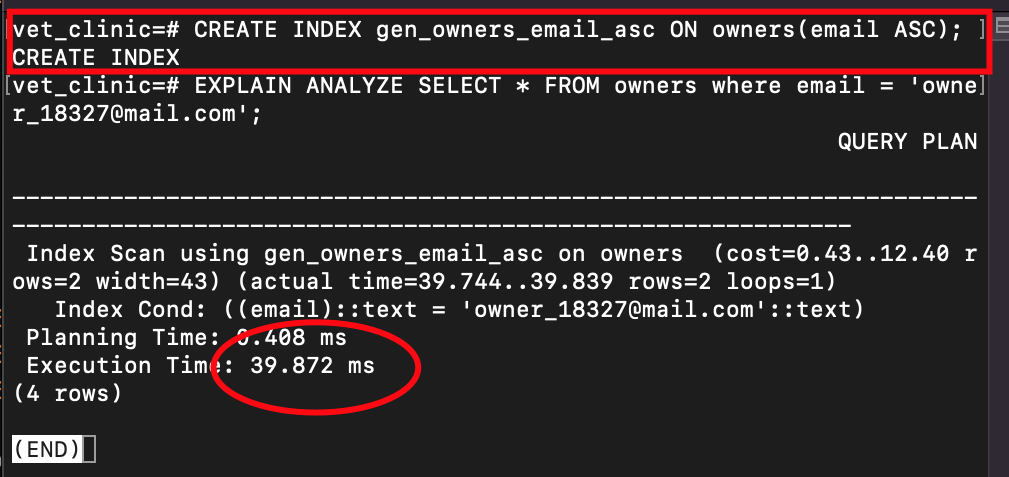 vet_clinic=# CREATE INDEX gen_owners_email_asc ON owners(email ASC);
CREATE INDEX
vet_clinic=# EXPLAIN ANALYZE SELECT * FROM owners where email = 'owne
r_18327@mail.com';
QUERY PLAN
---------------------------------------------------------------------
------------------------------------------------------------
Index Scan using gen_owners_email_asc on owners  (cost=0.43..12.40 r
ows=2 width=43) (actual time=39.744..39.839 rows=2 loops=1)
Index Cond: ((email)::text = 'owner_18327@mail.com'::text)
Planning Time: 0.408 ms
Execution Time: 39.872 ms
(4 rows)
(END)